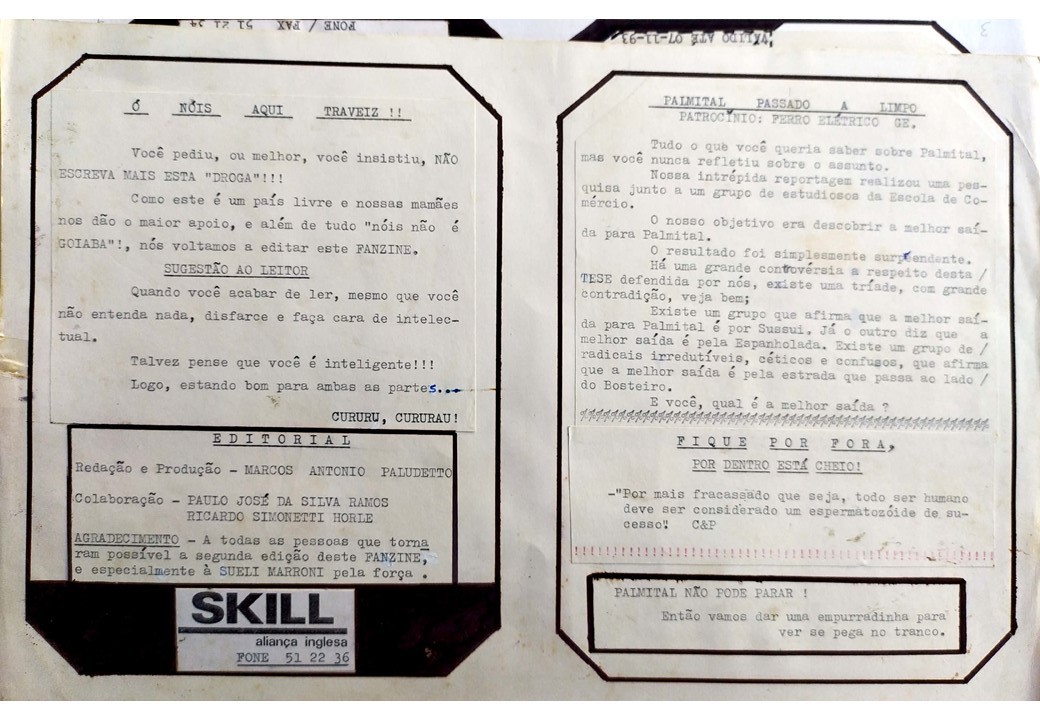 FONE / FAX 51 21 34
VÁLIDO ATÉ 07-11-93
3
Ó NÓIS AQUI TRAVEIZ !!
Você pediu, ou melhor, você insistiu, NÃO
ESCREVA MAIS ESTA "DROGA"!!!
Como este é um país livre e nossas mamães
nos dão o maior apoio, e além de tudo "nóis não é
GOIABA"!, nós voltamos a editar este FANZINE.
SUGESTÃO AO LEITOR
Quando você acabar de ler, mesmo que você
não entenda nada, disfarce e faça cara de intelec-
tual.
Talvez pense que você é inteligente!!!
Logo, estando bom para ambas as partes...
CURURU, CURURAU!
EDITORIAL
Redação e Produção - MARCOS ANTONIO PALUDETTO
Colaboração - PAULO JOSÉ DA SILVA RAMOS
RICARDO SIMONETTI HORLE
AGRADECIMENTO - A todas as pessoas que torna
ram possível a segunda edição deste FANZINE,
e especialmente à SUELI MARRONI pela força .
SKILL
aliança inglesa
FONE 51 22 36
PALMITAL PASSADO A LIMPO
PATROCÍNIO: FERRO ELÉTRICO GE.
Tudo o que você queria saber sobre Palmital,
mas você nunca refletiu sobre o assunto.
Nossa intrépida reportagem realizou uma pes-
quisa junto a um grupo de estudiosos da Escola de Co-
mércio.
O nosso objetivo era descobrir a melhor saí-
da para Palmital.
O resultado foi simplesmente surpeendente.
Há uma grande controvérsia a respeito desta /
TESE defendida por nós, existe uma tríade, com grande
contradição, veja bem;
Existe um grupo que afirma que a melhor saí-
da para Palmital é por Sussui. Já o outro diz que a
melhor saída é pela Espanholada. Existe um grupo de /
radicais irredutíveis, céticos e confusos, que afirma
que a melhor saída é pela estrada que passa ao lado /
do Bosteiro.
E você, qual é a melhor saída ?
FIQUE POR FORA,
POR DENTRO ESTÁ CHEIO!
-"Por mais fracassado que seja, todo ser humano
deve ser considerado um espermatozóide de su-
cesso". C&P
PALMITAL NÃO PODE PARAR !
Então vamos dar uma empurradinha para
ver se pega no tranco.